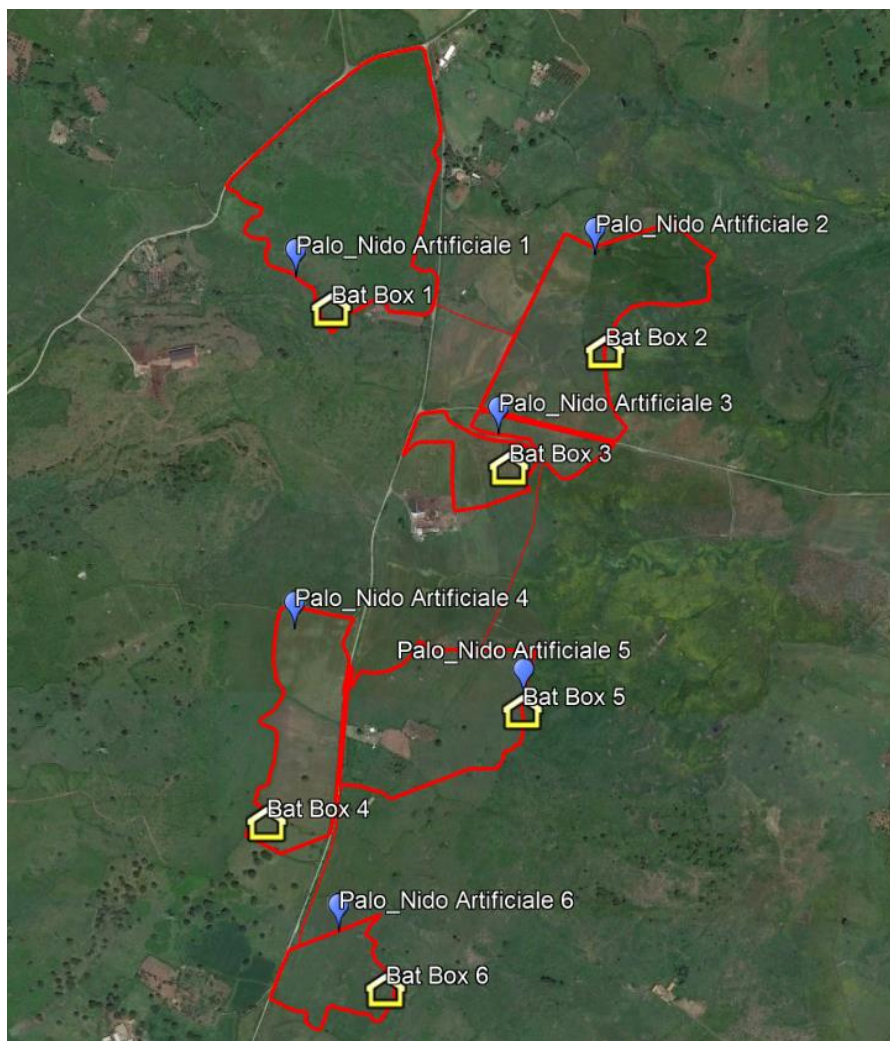 Palo_Nido Artificiale 2
Palo_Nido Artificiale 1
Bat Box 1
Bat Box 2
Palo_Nido Artificiale 3
Bat Box 3
Palo_Nido Artificiale 4
Palo_Nido Artificiale 5
Bat Box 5
Bat Box 4
Palo_Nido Artificiale 6
Bat Box 6